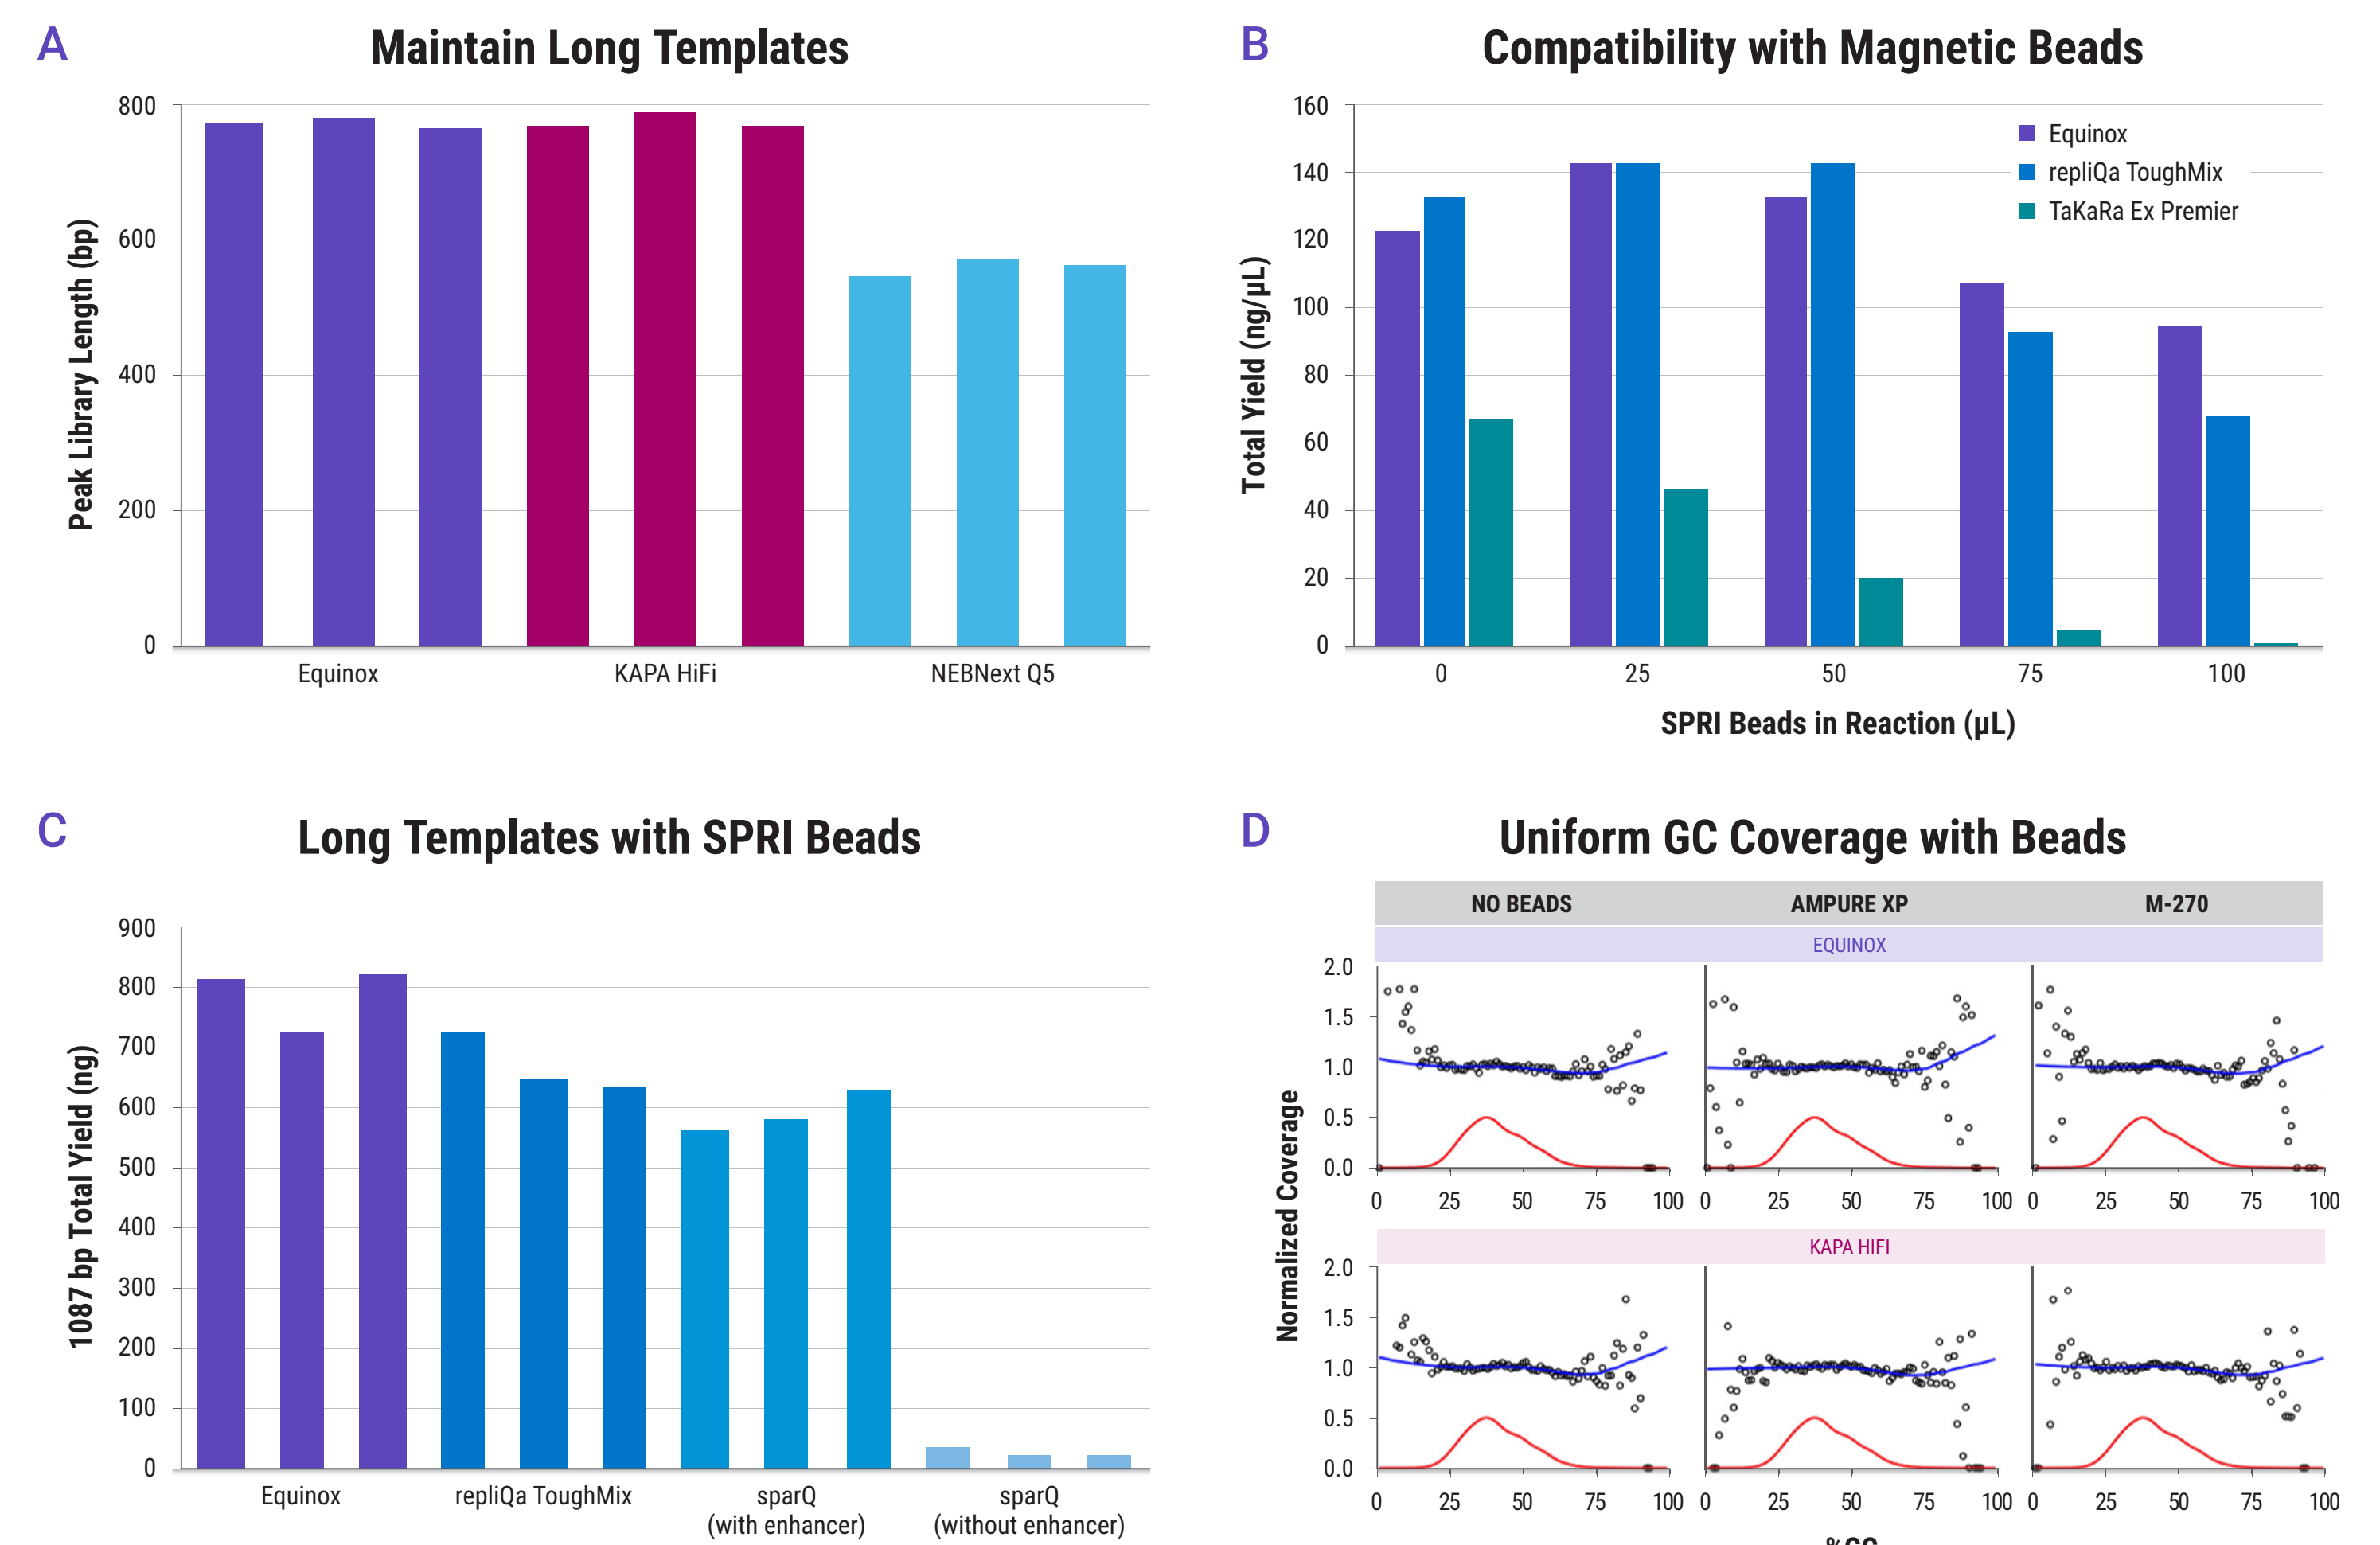 A
Maintain Long Templates
Peak Library Length (bp)
800
600
400
200
0
Equinox KAPA HiFi NEBNext Q5
B
Compatibility with Magnetic Beads
Total Yield (ng/µL)
160
140
120
100
80
60
40
20
0
Equinox
repliQa ToughMix
TaKaRa Ex Premier
0 25 50 75 100
SPRI Beads in Reaction (µL)
C
Long Templates with SPRI Beads
1087 bp Total Yield (ng)
900
800
700
600
500
400
300
200
100
0
Equinox repliQa ToughMix sparQ sparQ
(with enhancer) (without enhancer)
D
Uniform GC Coverage with Beads
NO BEADS AMPURE XP M-270
EQUINOX
Normalized Coverage
2.0
1.5
1.0
0.5
0.0
0 25 50 75 100 0 25 50 75 100 0 25 50 75 100
KAPA HIFI
2.0
1.5
1.0
0.5
0.0
0 25 50 75 100 0 25 50 75 100 0 25 50 75 100